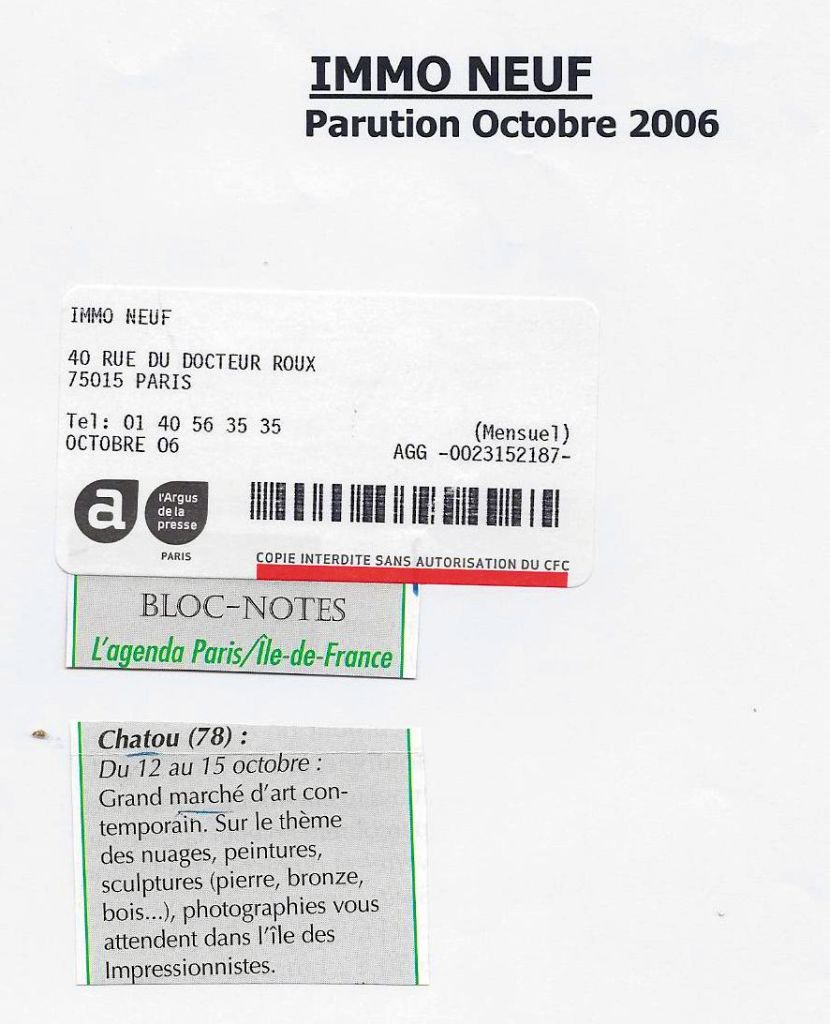 IMMO NEUF
Parution Octobre 2006
IMMO NEUF
40 RUE DU DOCTEUR ROUX
75015 PARIS
Tel: 01 40 56 35 35
(Mensuel)
OCTOBRE 06
AGG -0023152187-
a
l'Argus
de la
presse
PARIS
COPIE INTERDITE SANS AUTORISATION DU CFC
BLOC-NOTES
L'agenda Paris/Île-de-France
Chatou (78) :
Du 12 au 15 octobre :
Grand marché d'art con-
temporain. Sur le thème
des nuages, peintures,
sculptures (pierre, bronze,
bois...), photographies vous
attendent dans l'île des
Impressionnistes.